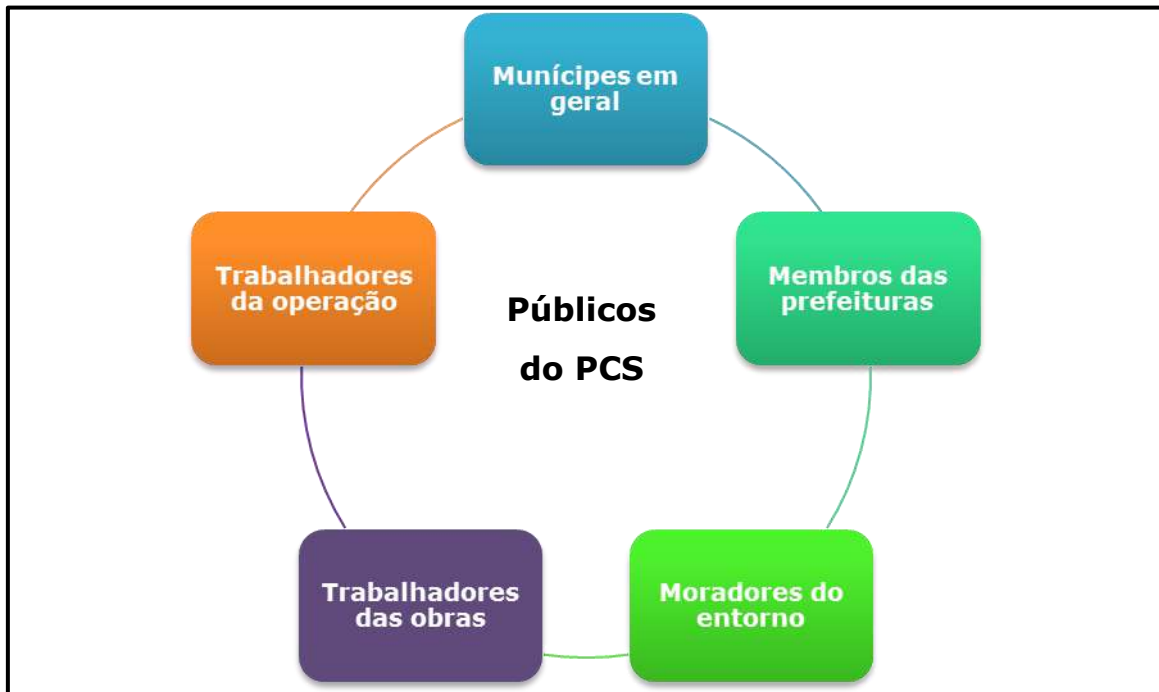 Munícipes em
geral
Trabalhadores
da operação
Membros das
prefeituras
Públicos
do PCS
Trabalhadores
das obras
Moradores do
entorno